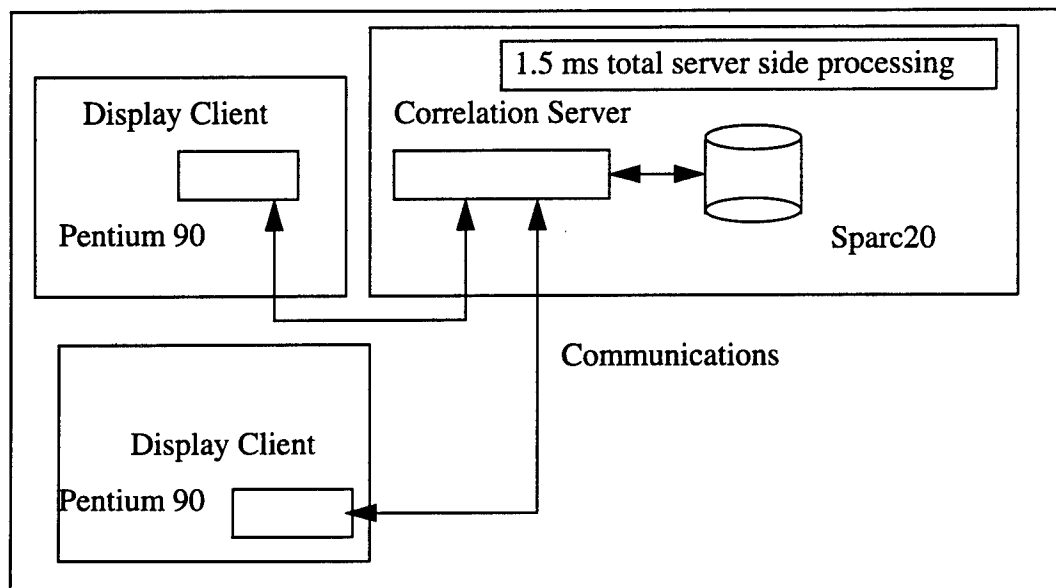 1.5 ms total server side processing
Display Client
Correlation Server
Pentium 90
Sparc20
Communications
Display Client
Pentium 90